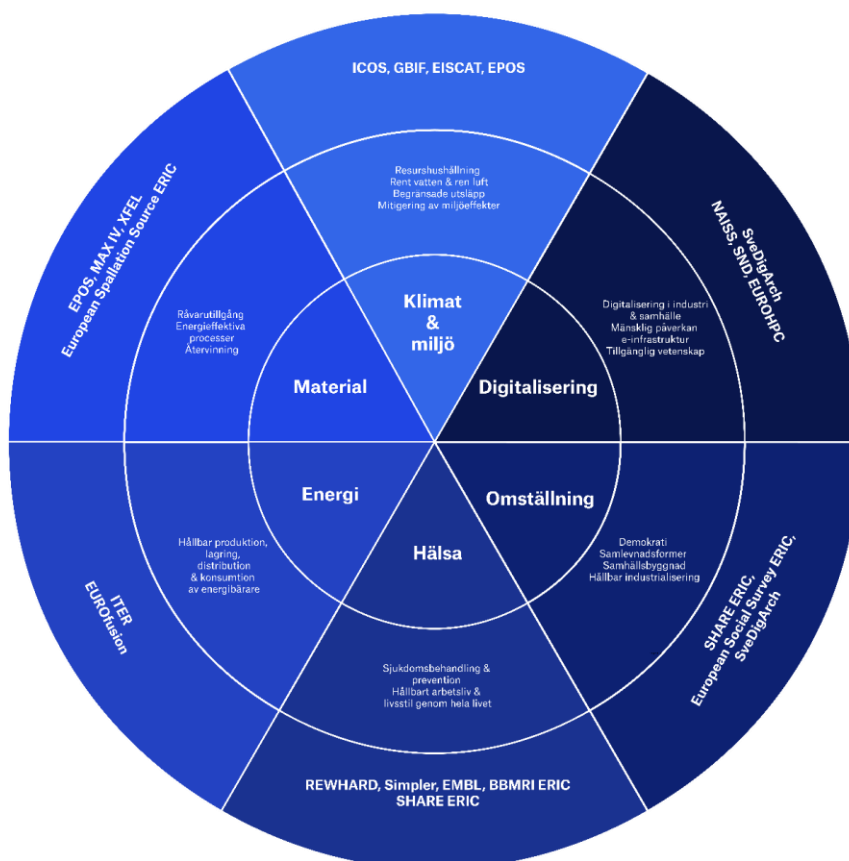 ICOS, GBIF, EISCAT, EPOS
Resurshushållning
Rent vatten & ren luft
Begränsade utsläpp
Mitigering av miljöeffekter
Klimat
&
miljö
SveDigArch
NAISS, SND, EUROHPC
Digitalisering i industri
& samhälle
Mänsklig påverkan
e-infrastruktur
Tillgänglig vetenskap
Digitalisering
SHARE ERIC,
European Social Survey ERIC,
SveDigArch
Demokrati
Samlevnadsformer
Samhällsbyggnad
Hållbar industrialisering
Omställning
Hälsa
Sjukdomsbehandling &
prevention
Hållbart arbetsliv &
livsstil genom hela livet
REWHARD, Simpler, EMBL, BBMRI ERIC
SHARE ERIC
Energi
Hållbar produktion,
lagring,
distribution
& konsumtion
av energibärare
ITER
EUROfusion
Material
Råvarutillgång
Energieffektiva
processer
Återvinning
EPOS, MAX IV, XFEL
European Spallation Source ERIC